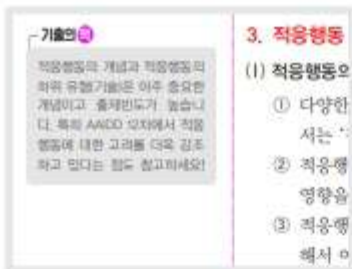 기출의 맥
적응행동의 개념과 적응행동의
하위 유형(기술)은 아주 중요한
개념이고 출제빈도가 높습니
다. 특히 AAIDD 12차에서 적응
행동에 대한 고려를 더욱 강조
하고 있다는 점도 참고하세요!
3. 적응행동
(1) 적응행동의
① 다양한
서는
② 적응행
영향을
③ 적응행
해서 이